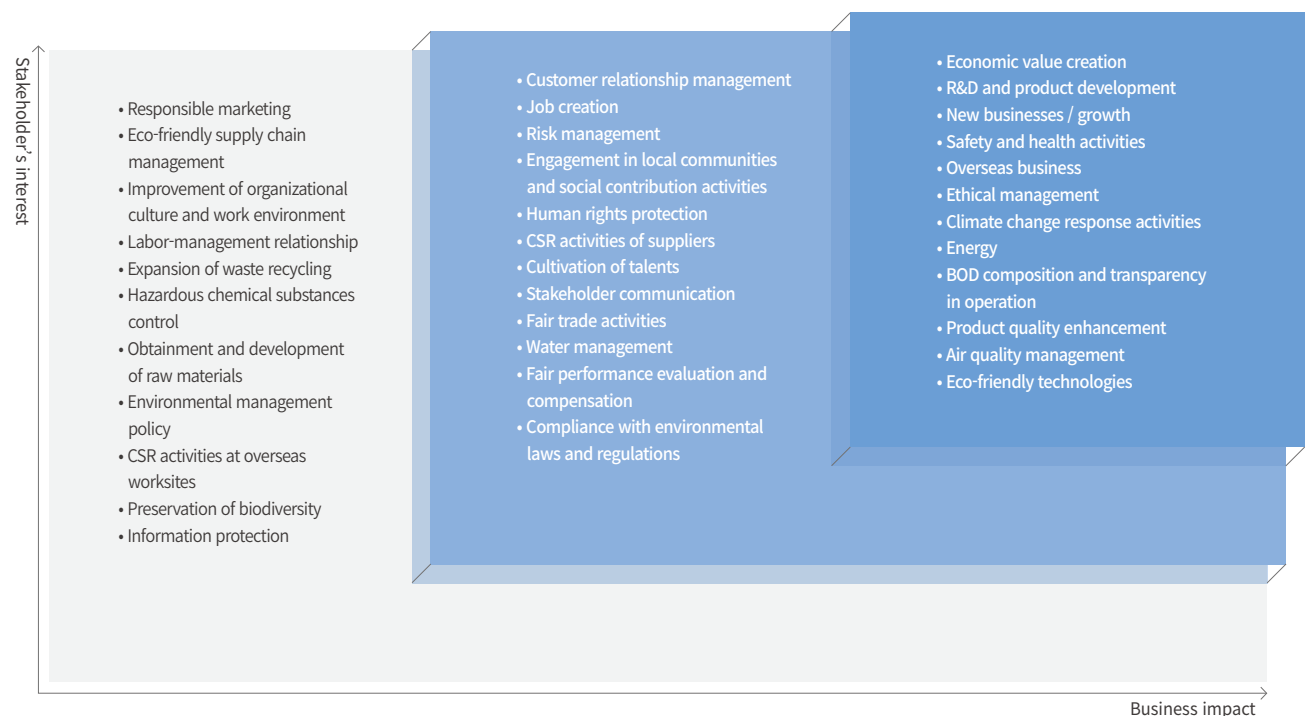 Stakeholder's interest
• Responsible marketing
• Eco-friendly supply chain
management
• Improvement of organizational
culture and work environment
• Labor-management relationship
• Expansion of waste recycling
• Hazardous chemical substances
control
• Obtainment and development
of raw materials
• Environmental management
policy
• CSR activities at overseas
worksites
• Preservation of biodiversity
• Information protection
• Customer relationship management
• Job creation
• Risk management
• Engagement in local communities
and social contribution activities
• Human rights protection
• CSR activities of suppliers
• Cultivation of talents
• Stakeholder communication
• Fair trade activities
• Water management
• Fair performance evaluation and
compensation
• Compliance with environmental
laws and regulations
• Economic value creation
• R&D and product development
• New businesses / growth
• Safety and health activities
• Overseas business
• Ethical management
• Climate change response activities
• Energy
• BOD composition and transparency
in operation
• Product quality enhancement
• Air quality management
• Eco-friendly technologies
Business impact